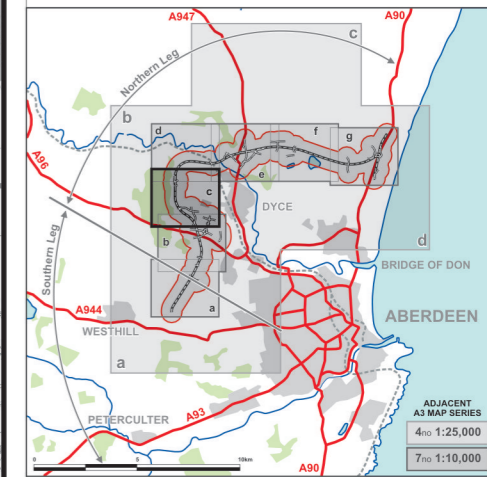 A947
A90
Northern Leg
c
b
d
f
g
A96
e
c
DYCE
b
Southern Leg
d
BRIDGE OF DON
a
A944
ABERDEEN
WESTHILL
a
ADJACENT
A3 MAP SERIES
A93
PETERCULTER
4no 1:25,000
7no 1:10,000
0 5 10km
A90